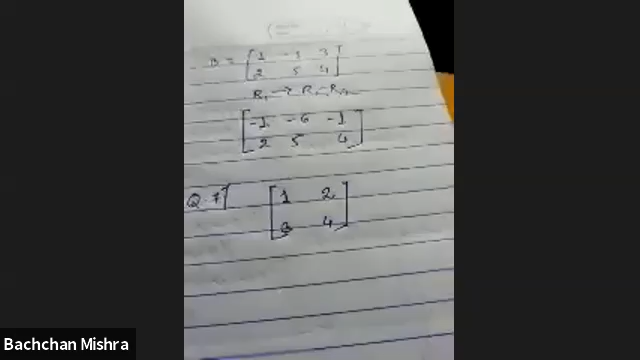 B = [1 -1 3
2 5 4]
R₁ → R₁-R₂
[-1 -6 -1
2 5 4]
Q.7] [1 2
3 4]
Bachchan Mishra